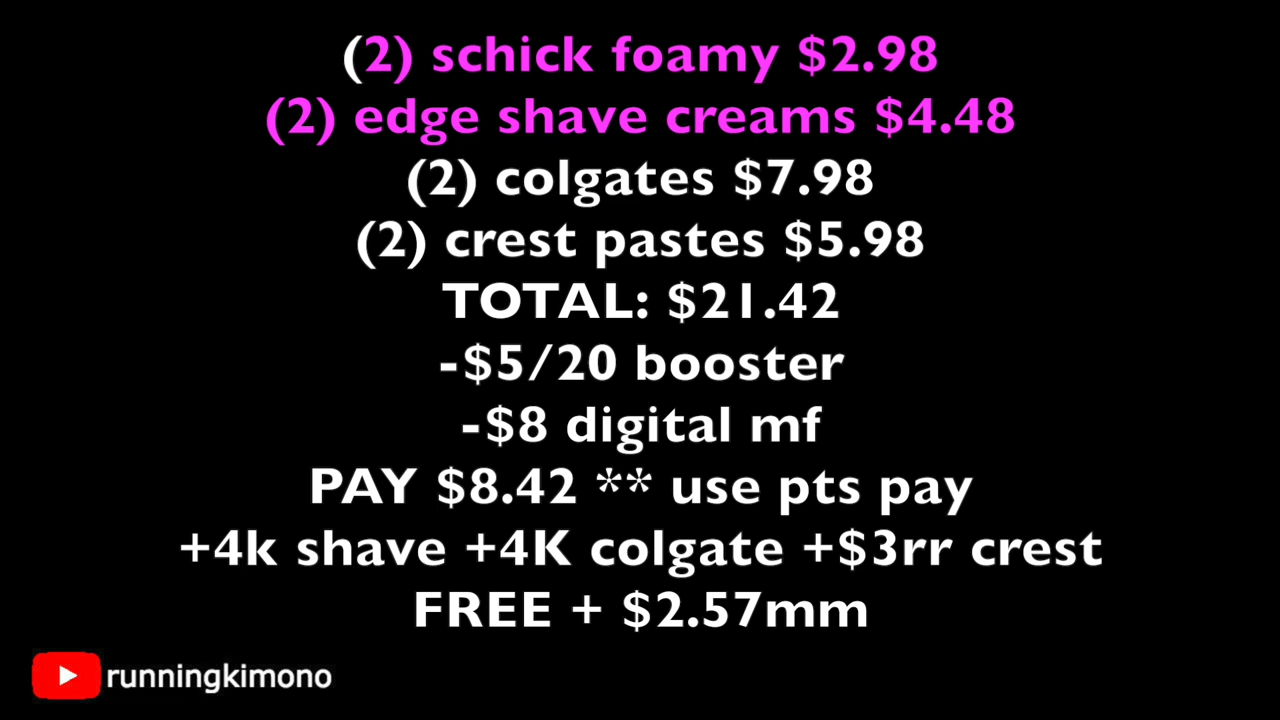 (2) schick foamy $2.98
(2) edge shave creams $4.48
(2) colgates $7.98
(2) crest pastes $5.98
TOTAL: $21.42
-$5/20 booster
-$8 digital mf
PAY $8.42 ** use pts pay
+4k shave +4K colgate +$3rr crest
FREE + $2.57mm
runningkimono